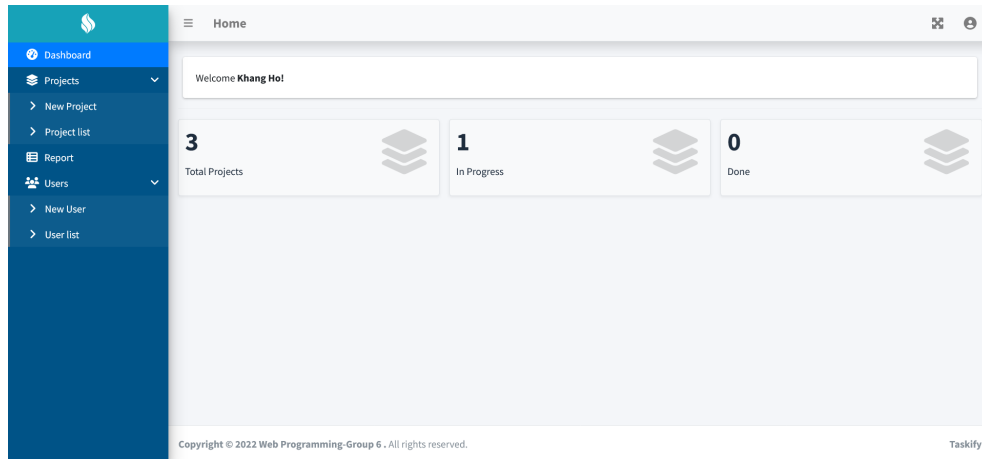 Home
Dashboard
Projects
New Project
Project list
Report
Users
New User
User list
Welcome Khang Ho!
3
Total Projects
1
In Progress
0
Done
Copyright © 2022 Web Programming-Group 6 . All rights reserved.
Taskify